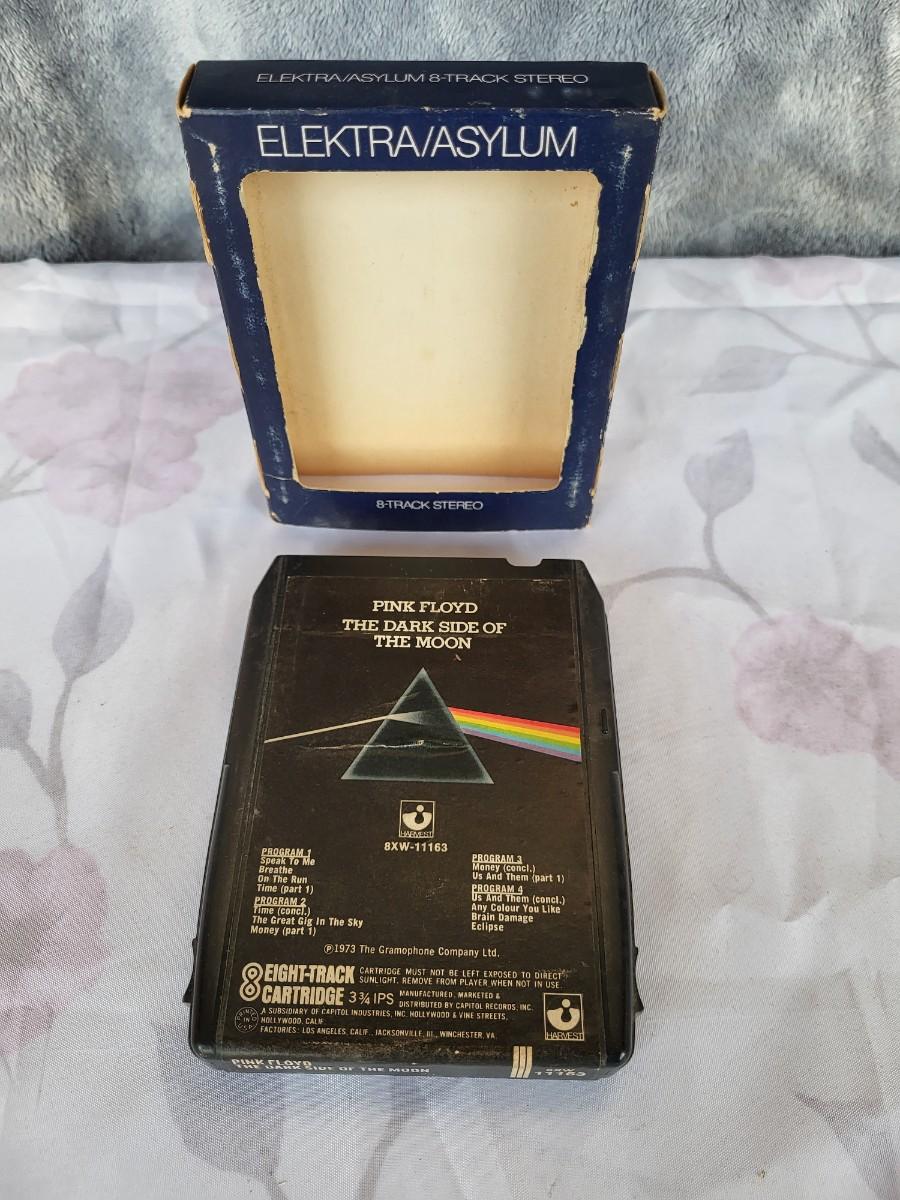 ELEKTRA/ASYLUM 8-TRACK STEREO
ELEKTRA/ASYLUM
8-TRACK STEREO
PINK FLOYD
THE DARK SIDE OF
THE MOON
HARVEST
8XW-11163
PROGRAM 1
Speak To Me
Breathe
On The Run
Time (part 1)
PROGRAM 2
Time (concl.)
The Great Gig In The Sky
Money (part 1)
PROGRAM 3
Money (concl.)
Us And Them (part 1)
PROGRAM 4
Us And Them (concl.)
Any Colour You Like
Brain Damage
Eclipse
℗1973 The Gramophone Company Ltd.
8 EIGHT-TRACK
CARTRIDGE 3¾ IPS
CARTRIDGE MUST NOT BE LEFT EXPOSED TO DIRECT
SUNLIGHT. REMOVE FROM PLAYER WHEN NOT IN USE.
MANUFACTURED, MARKETED &
DISTRIBUTED BY CAPITOL RECORDS, INC.
A SUBSIDIARY OF CAPITOL INDUSTRIES, INC. HOLLYWOOD & VINE STREETS,
HOLLYWOOD, CALIF.
FACTORIES: LOS ANGELES, CALIF., JACKSONVILLE, ILL., WINCHESTER, VA.
PRINTED IN U.S.A.
HARVEST
PINK FLOYD
THE DARK SIDE OF THE MOON
8XW
11163